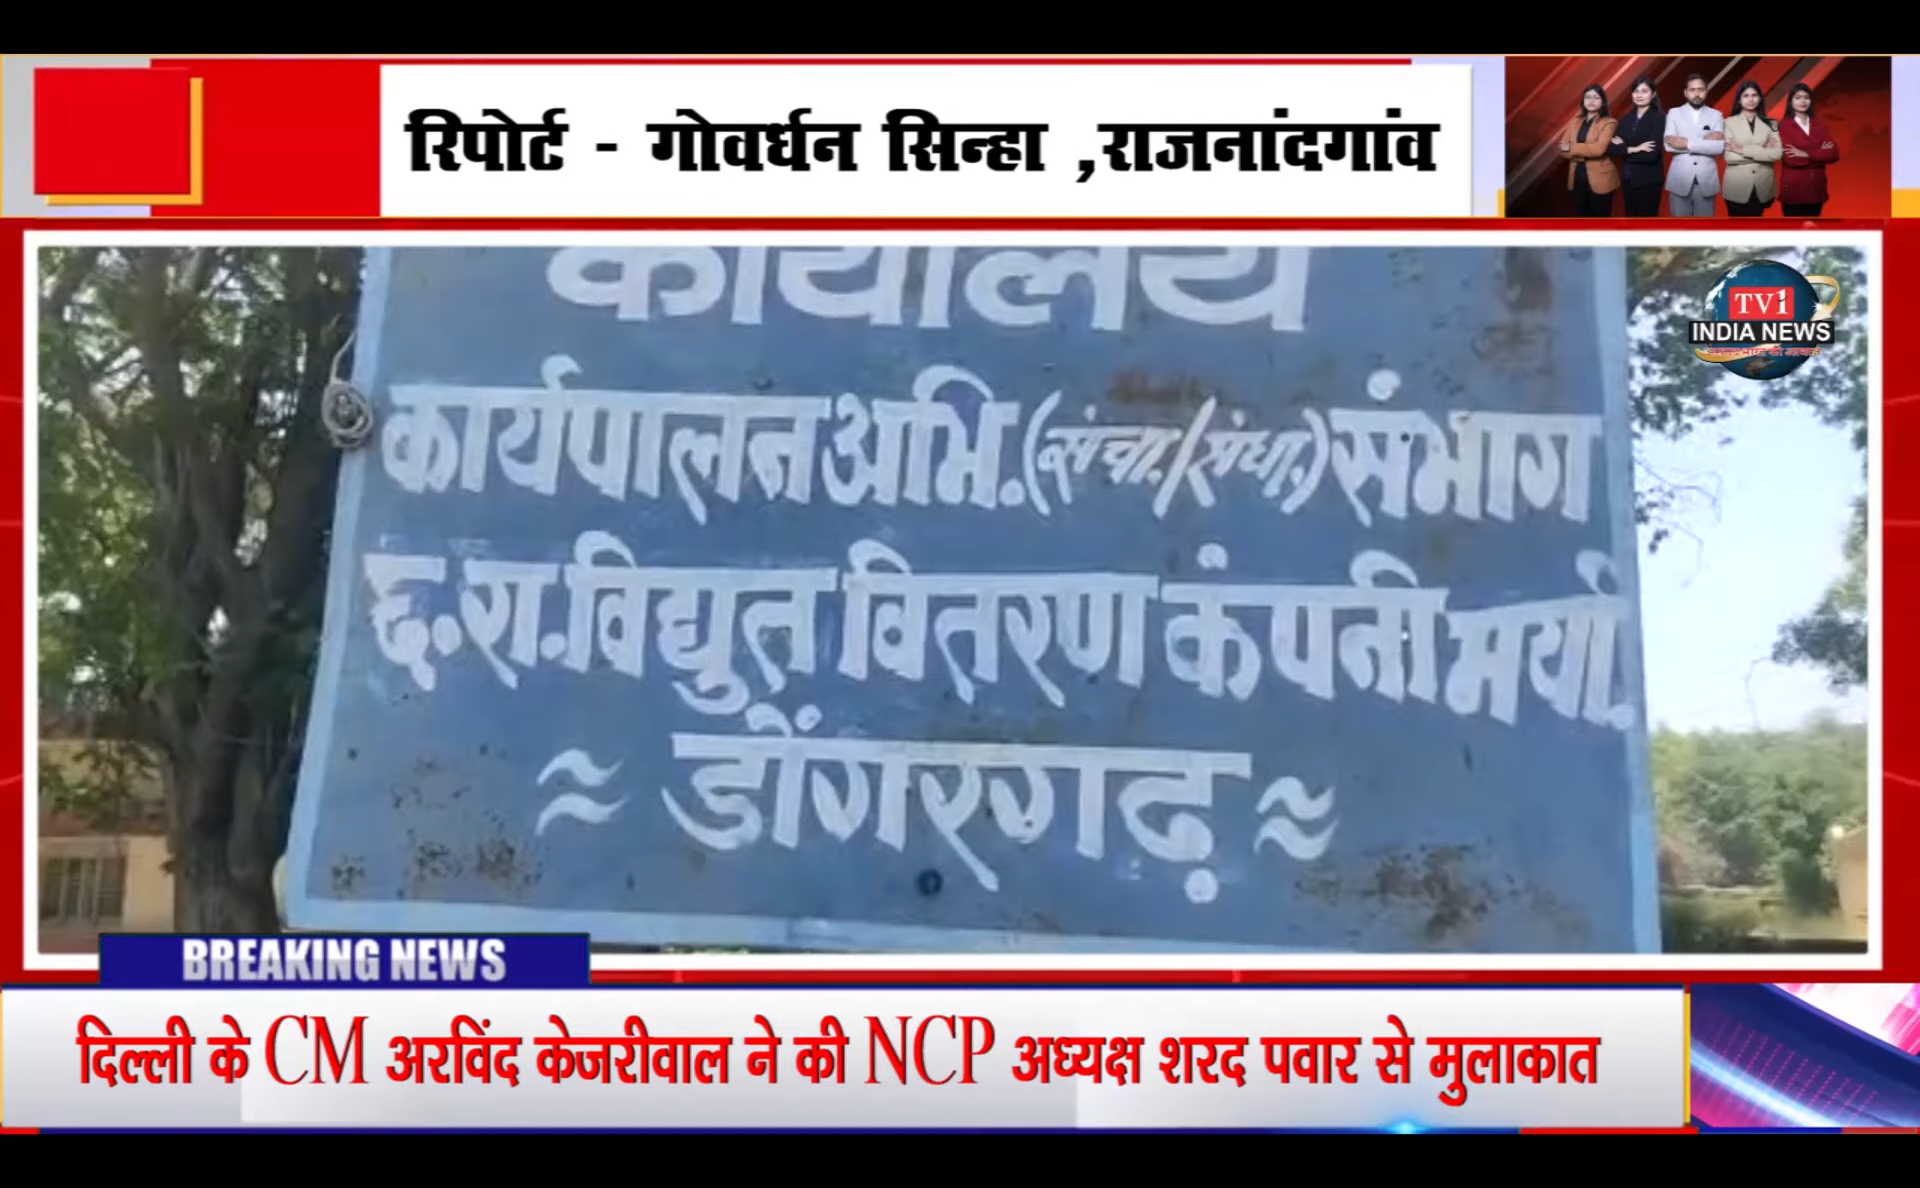 रिपोर्ट - गोवर्धन सिन्हा ,राजनांदगांव
कार्यालय
TV1
INDIA NEWS
कार्यपालन अभि. (संचा./संधा.) संभाग
द.रा. विद्युत वितरण कंपनी मर्या.
≈ डोंगरगढ़ ≈
BREAKING NEWS
दिल्ली के CM अरविंद केजरीवाल ने की NCP अध्यक्ष शरद पवार से मुलाकात